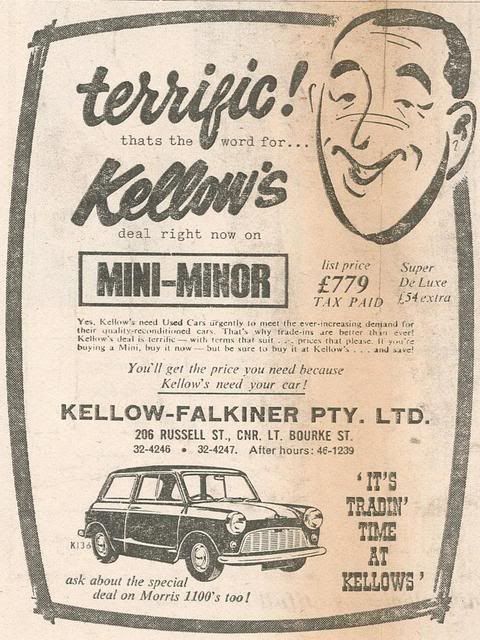 terrific!
thats the word for...
Kellow's
deal right now on
MINI-MINOR
list price
£779
TAX PAID
Super
De Luxe
£54 extra
Yes, Kellow's need Used Cars urgently to meet the ever-increasing demand for
their quality-reconditioned cars. That's why trade-ins are better than ever!
Kellow's deal is terrific — with terms that suit . . . prices that please. If you're
buying a Mini, buy it now — but be sure to buy it at Kellow's . . . and save!
You'll get the price you need because
Kellow's need your car!
KELLOW-FALKINER PTY. LTD.
206 RUSSELL ST., CNR. LT. BOURKE ST.
32-4246 • 32-4247. After hours: 46-1239
'IT'S
TRADIN'
TIME
AT
KELLOWS'
K136
ask about the special
deal on Morris 1100's too!